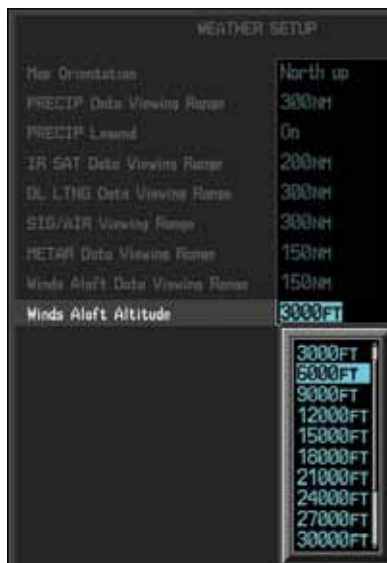 WEATHER SETUP
Map Orientation North up
PRECIP Data Viewing Range 300NM
PRECIP Legend On
IR SAT Data Viewing Range 200NM
DL LTNG Data Viewing Range 300NM
SIG/AIR Viewing Range 300NM
METAR Data Viewing Range 150NM
Winds Aloft Data Viewing Range 150NM
Winds Aloft Altitude 3000FT
3000FT
6000FT
9000FT
12000FT
15000FT
18000FT
21000FT
24000FT
27000FT
30000FT